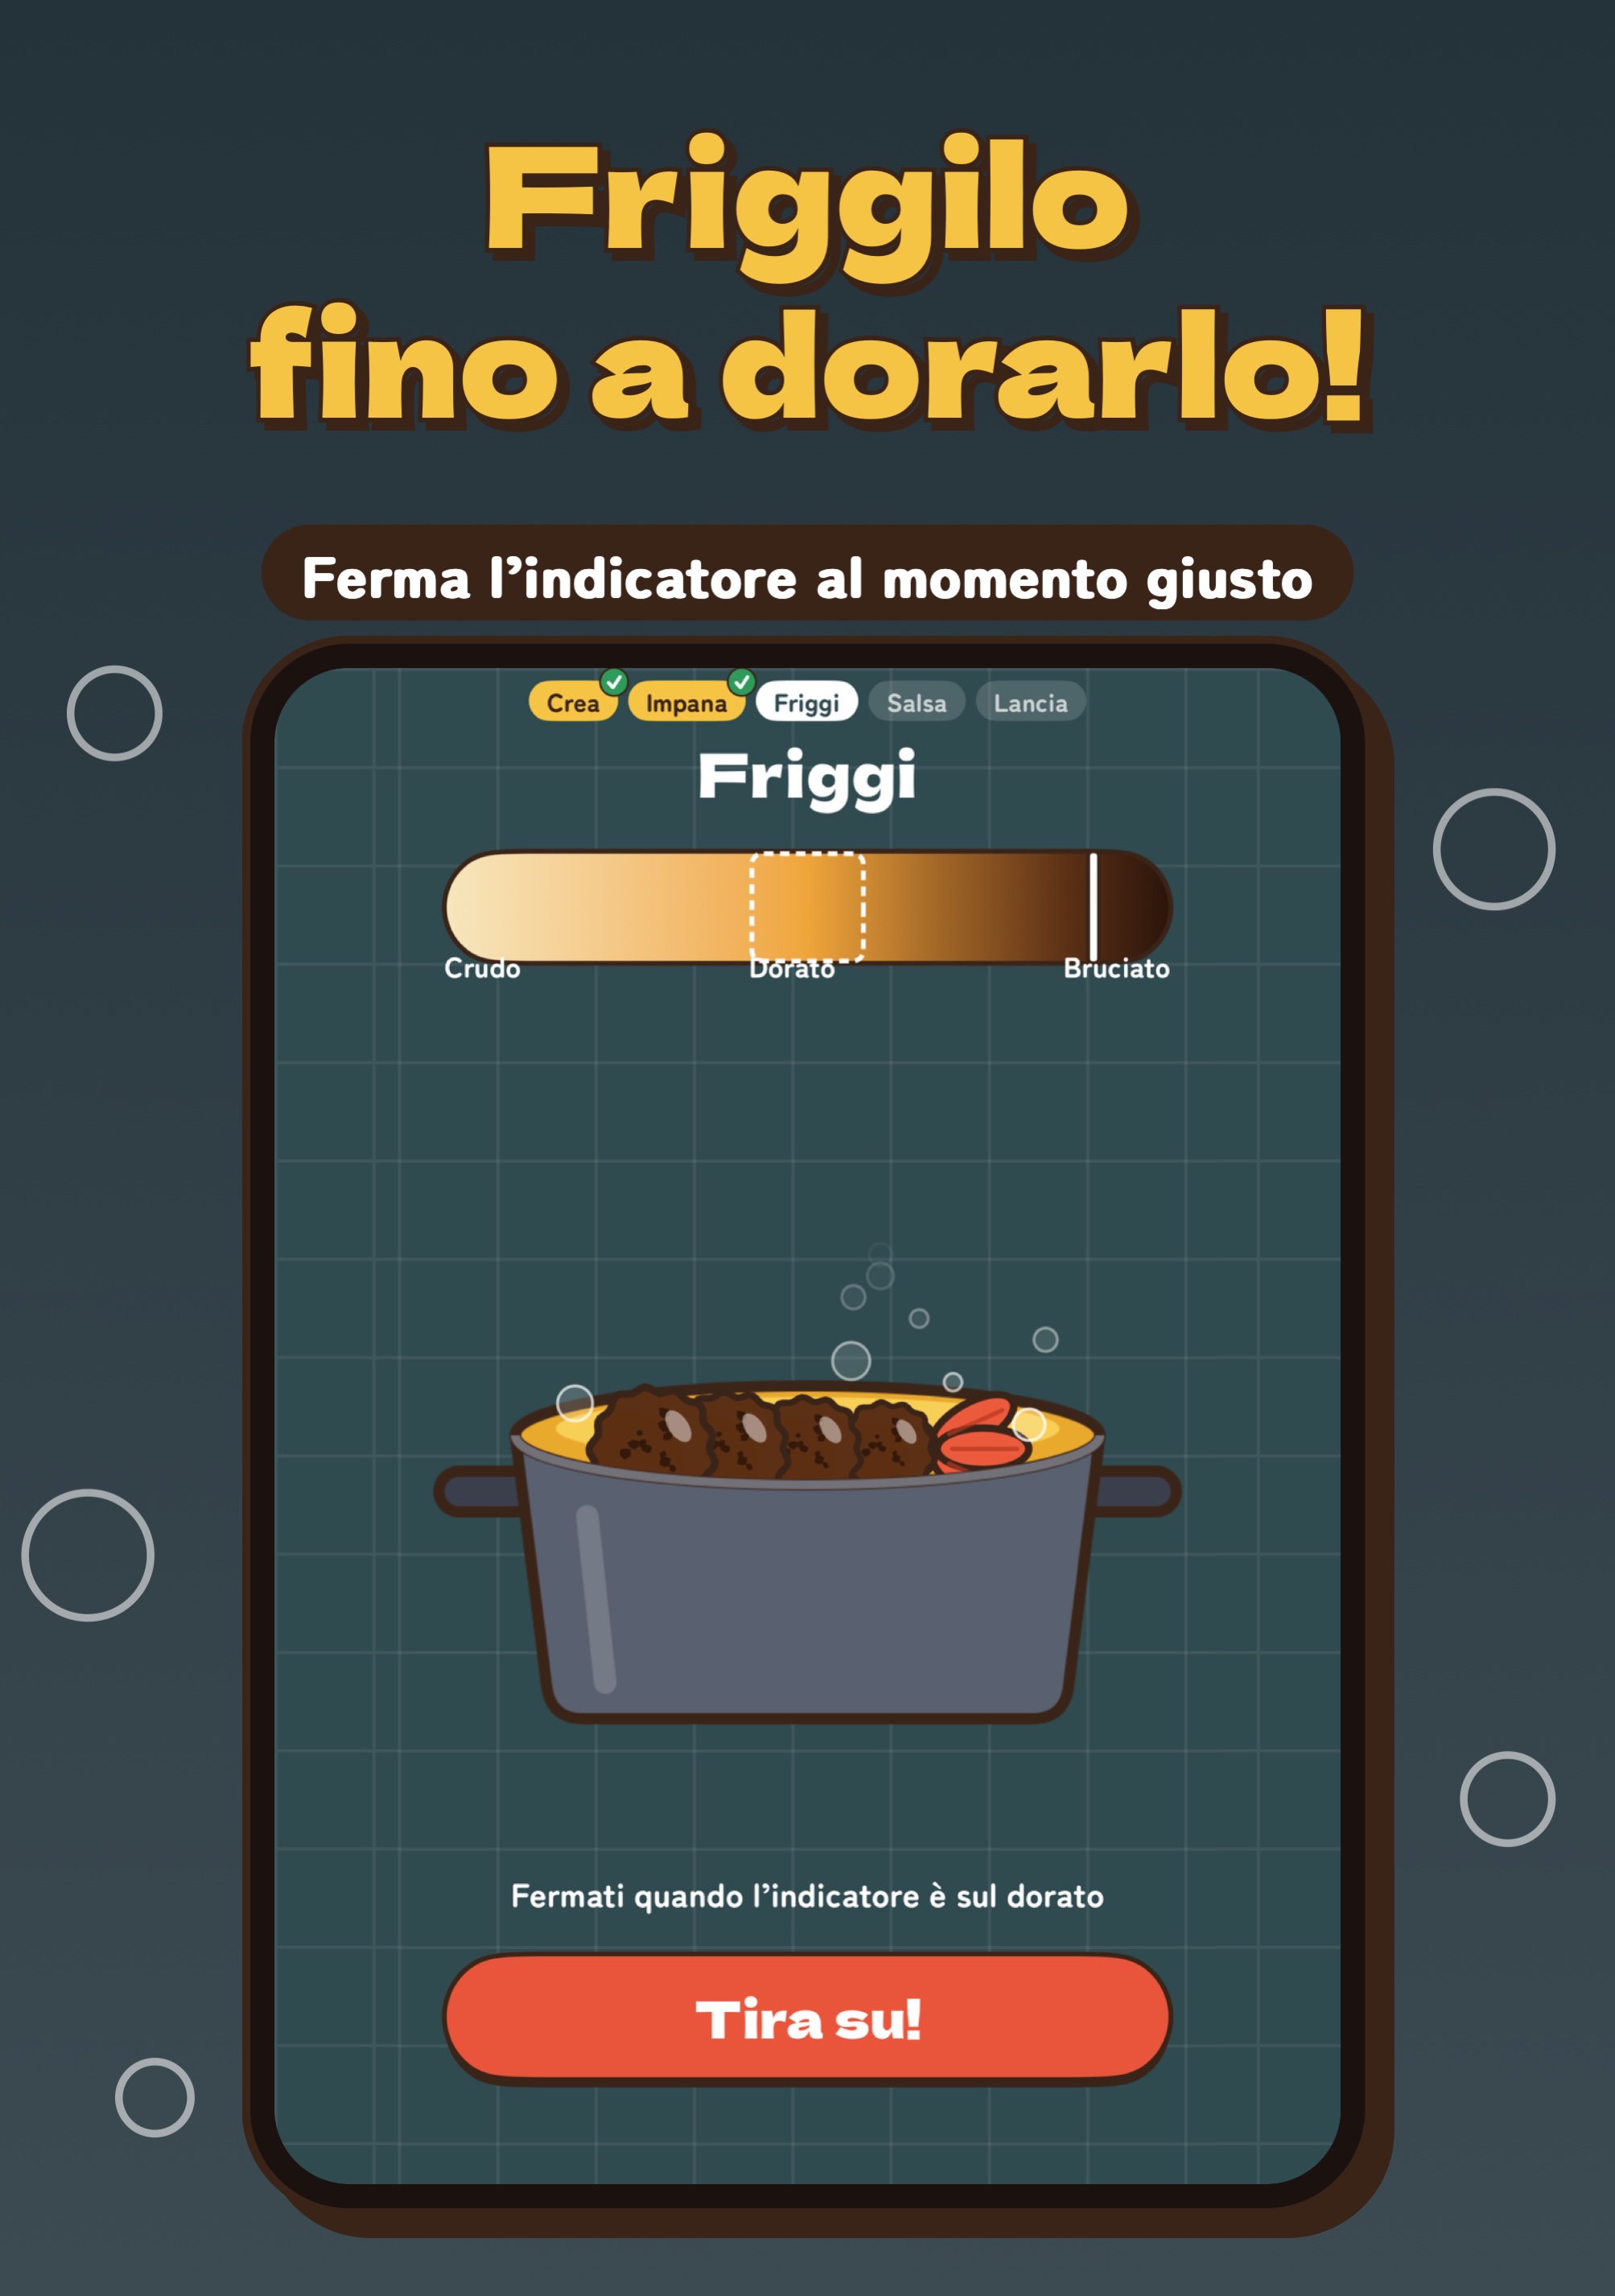 Friggilo
fino a dorarlo!
Ferma l’indicatore al momento giusto
Crea Impana Friggi Salsa Lancia
Friggi
Crudo Dorato Bruciato
Fermati quando l’indicatore è sul dorato
Tira su!